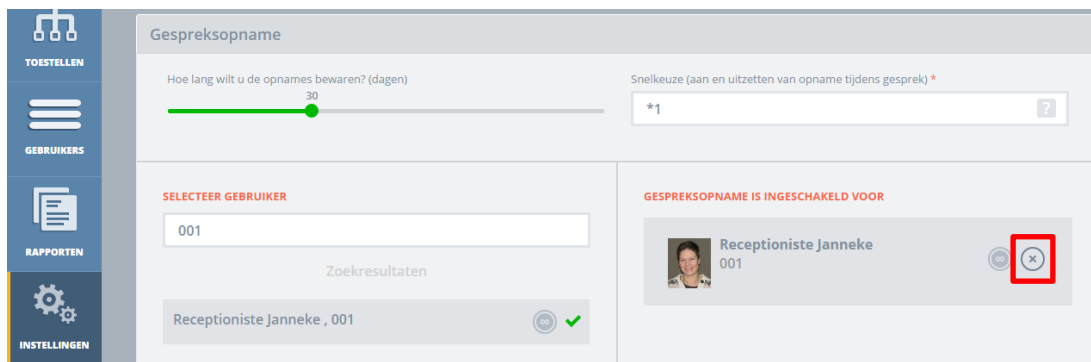 TOESTELLEN
GEBRUIKERS
RAPPORTEN
INSTELLINGEN
Gespreksopname
Hoe lang wilt u de opnames bewaren? (dagen)
30
Snelkeuze (aan en uitzetten van opname tijdens gesprek) *
*1
?
SELECTEER GEBRUIKER
001
Zoekresultaten
Receptioniste Janneke , 001
GESPREKSOPNAME IS INGESCHAKELD VOOR
Receptioniste Janneke
001